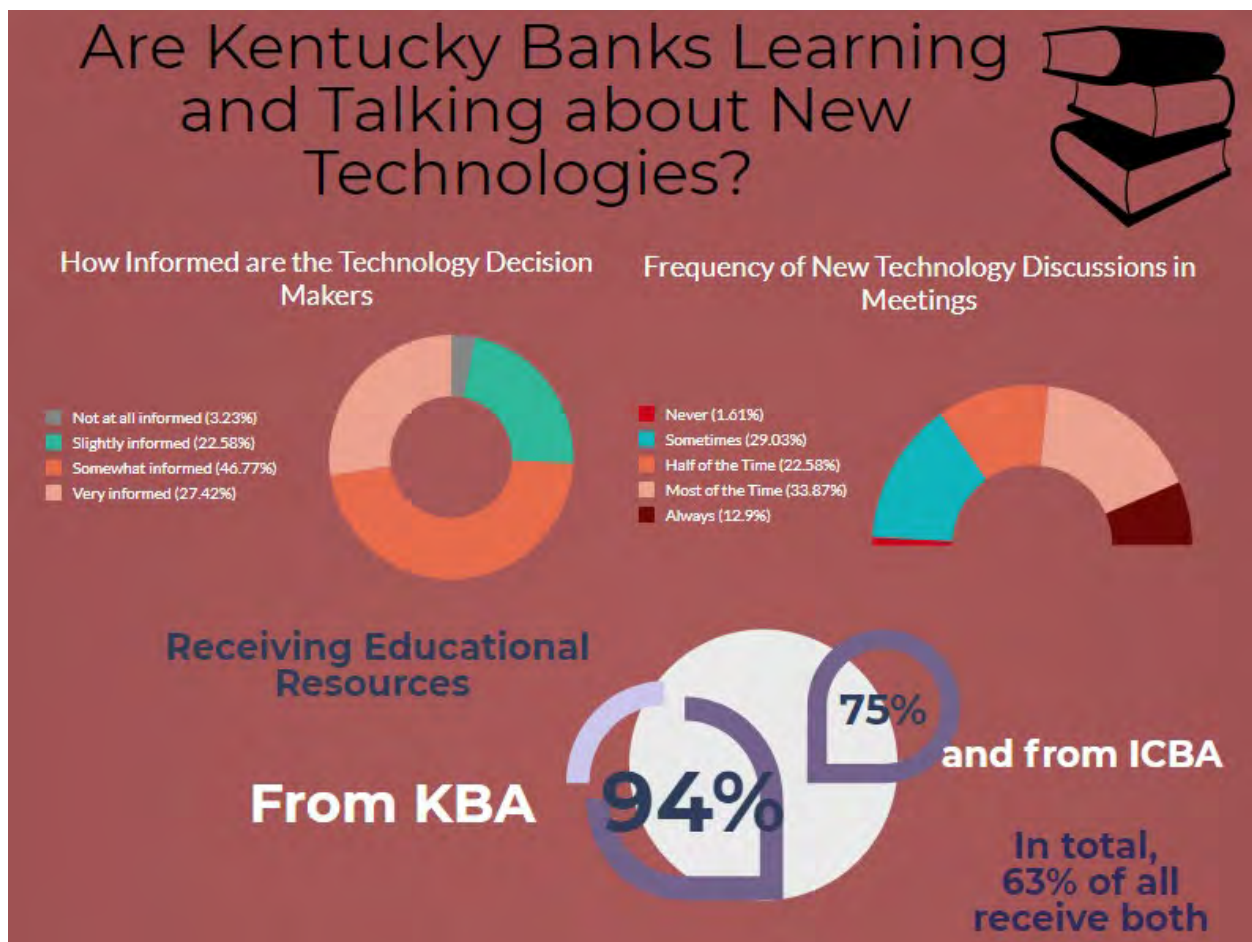 Are Kentucky Banks Learning
and Talking about New
Technologies?
How Informed are the Technology Decision
Makers
Not at all informed (3.23%)
Slightly informed (22.58%)
Somewhat informed (46.77%)
Very informed (27.42%)
Frequency of New Technology Discussions in
Meetings
Never (1.61%)
Sometimes (29.03%)
Half of the Time (22.58%)
Most of the Time (33.87%)
Always (12.9%)
Receiving Educational
Resources
From KBA
94%
75%
and from ICBA
In total,
63% of all
receive both